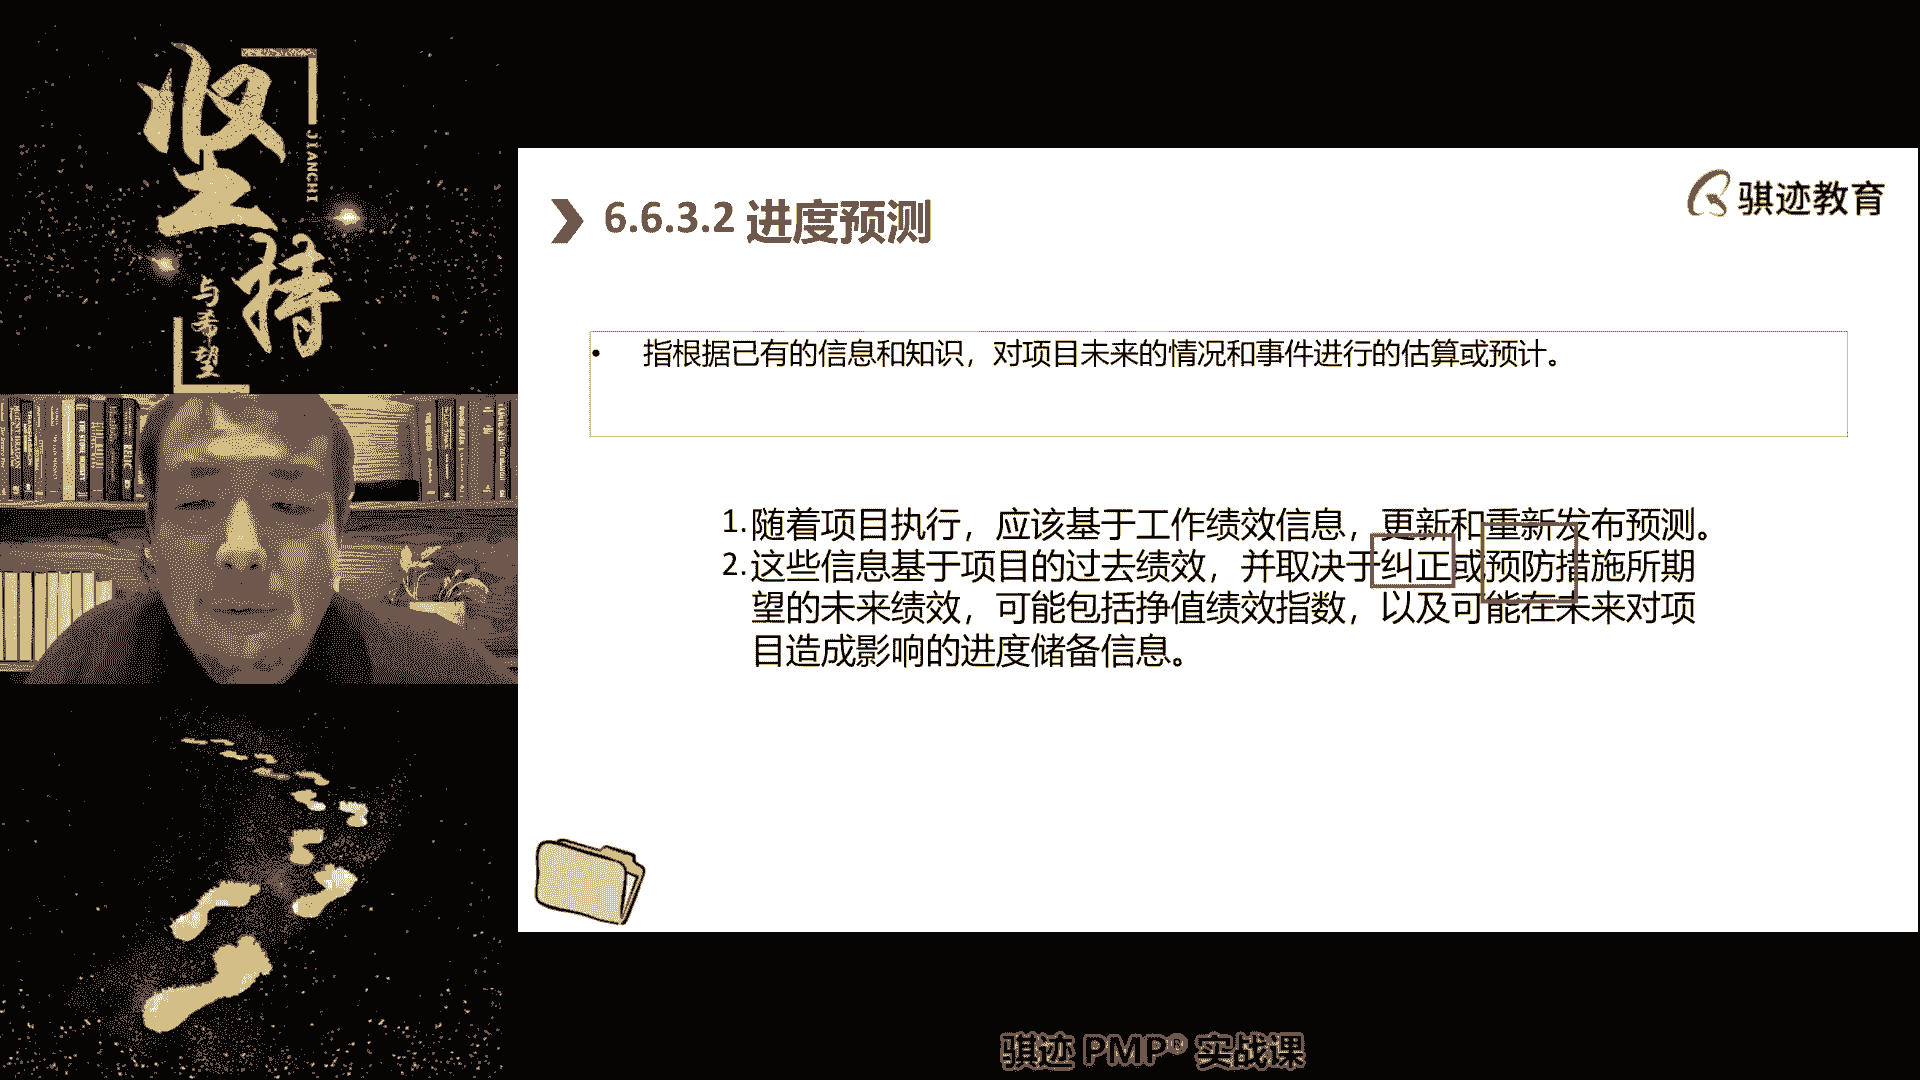 坚持
JIANCHI
与希望
骐迹教育
6.6.3.2 进度预测
• 指根据已有的信息和知识，对项目未来的情况和事件进行的估算或预计。
1. 随着项目执行，应该基于工作绩效信息，更新和重新发布预测。
2. 这些信息基于项目的过去绩效，并取决于纠正或预防措施所期
望的未来绩效，可能包括挣值绩效指数，以及可能在未来对项
目造成影响的进度储备信息。
骐迹 PMP® 实战课